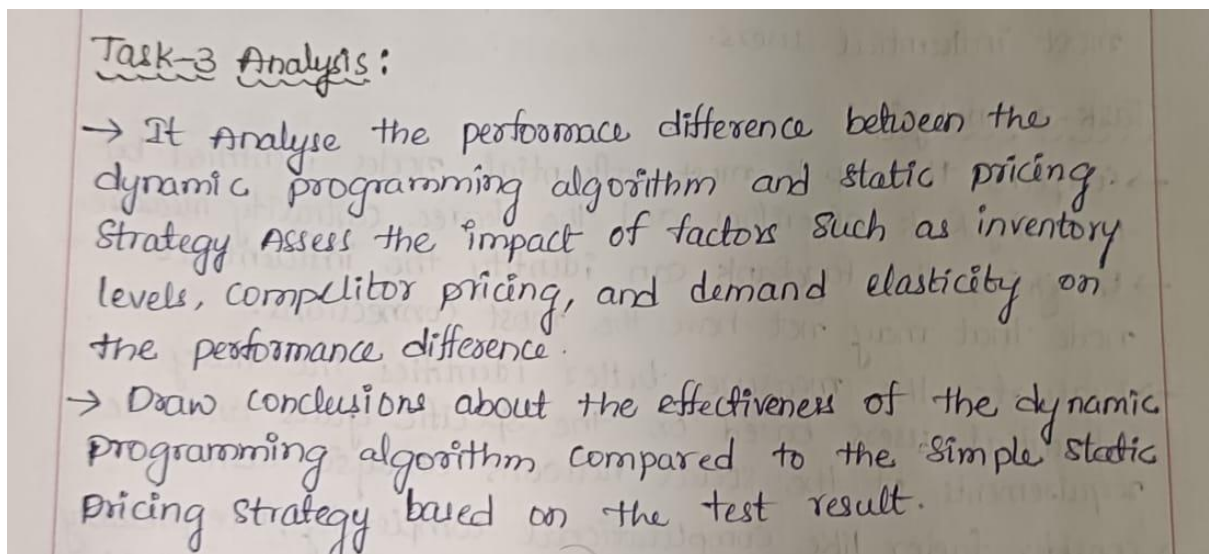 Task-3 Analysis:
→ It Analyse the perfoomace difference between the
dynamic programming algorithm and static pricing.
Strategy Assess the impact of factors such as inventory
levels, compelitor pricing, and demand elasticity on
the performance difference.
→ Draw conclusions about the effectiveness of the dynamic
programming algorithm compared to the simple static
pricing strategy based on the test result.